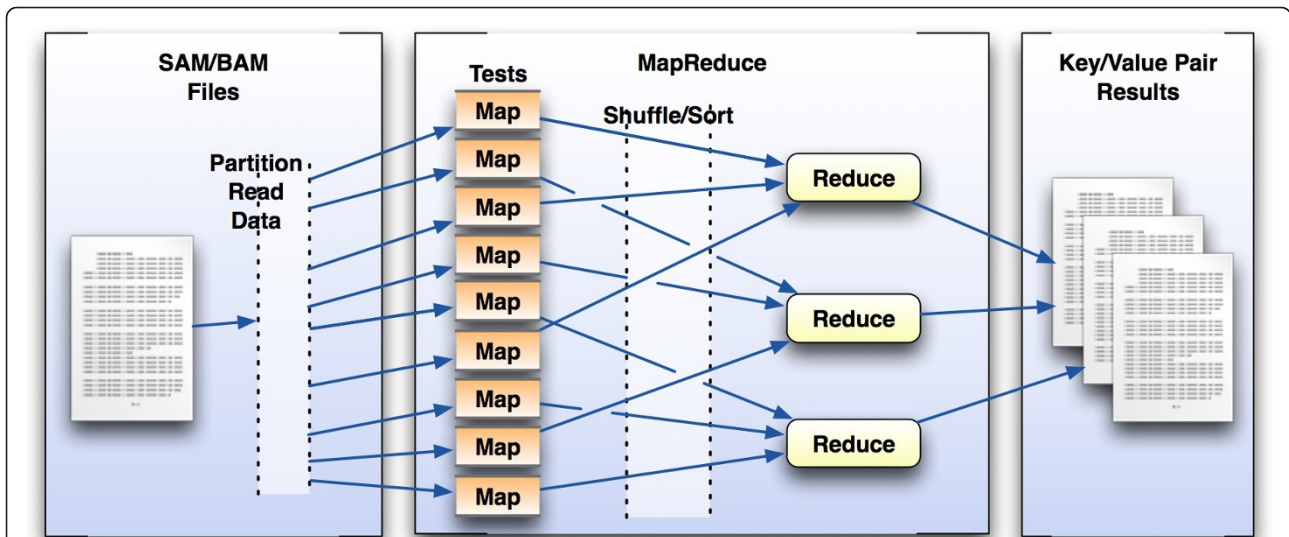 SAM/BAM
Files
Partition
Read
Data
Tests
MapReduce
Shuffle/Sort
Map
Map
Map
Map
Map
Map
Map
Map
Map
Reduce
Reduce
Reduce
Key/Value Pair
Results